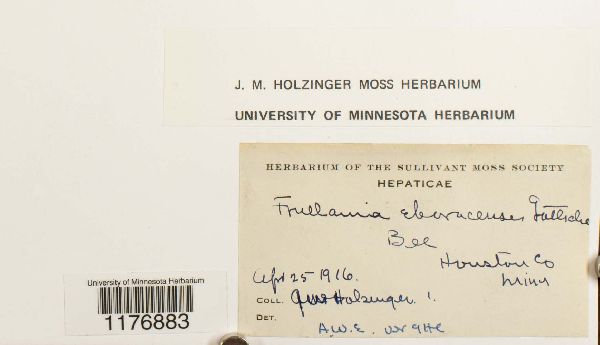 J. M. HOLZINGER MOSS HERBARIUM
UNIVERSITY OF MINNESOTA HERBARIUM
HERBARIUM OF THE SULLIVANT MOSS SOCIETY
HEPATICAE
Frullania eboracensis Gottsche
Bee
Houston Co
Minn
Apr 25 1916.
COLL. JMHolzinger
DET.
A.W.E.
University of Minnesota Herbarium
1176883